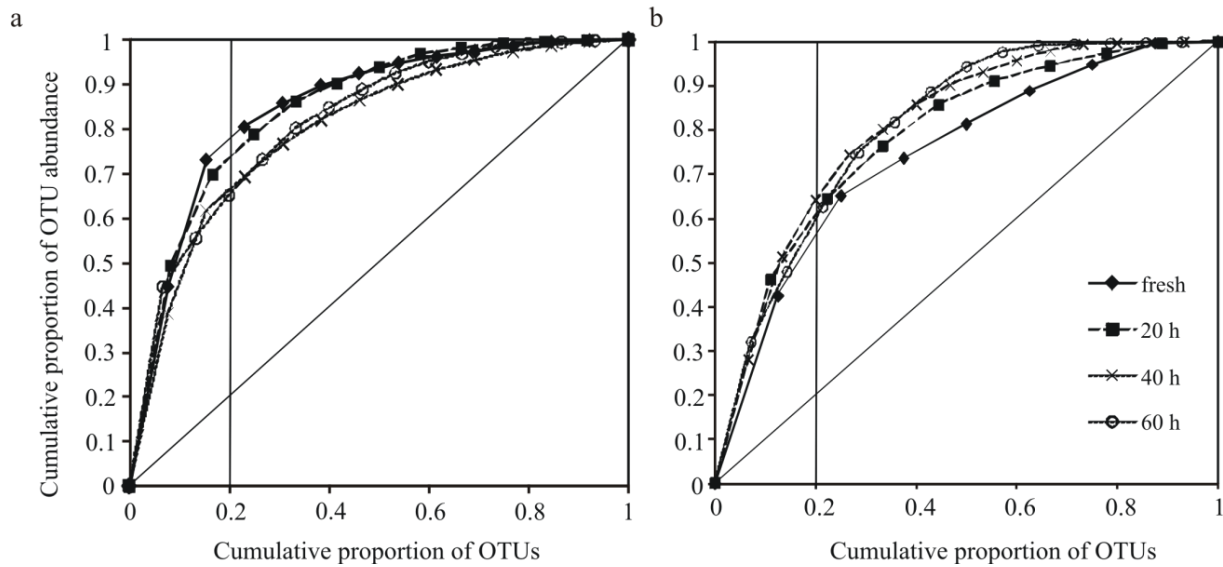 a
b
Cumulative proportion of OTU abundance
1
0.9
0.8
0.7
0.6
0.5
0.4
0.3
0.2
0.1
0
0 0.2 0.4 0.6 0.8 1
Cumulative proportion of OTUs
1
0.9
0.8
0.7
0.6
0.5
0.4
0.3
0.2
0.1
0
fresh
20 h
40 h
60 h
0 0.2 0.4 0.6 0.8 1
Cumulative proportion of OTUs